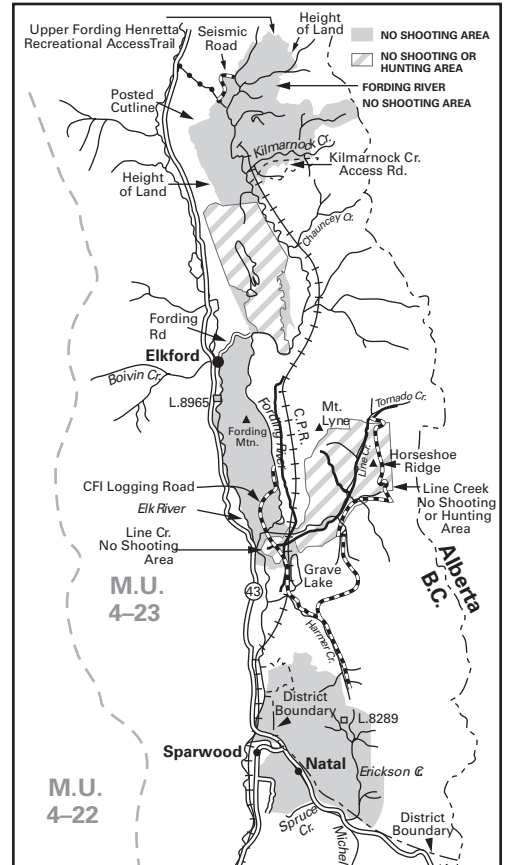 Upper Fording Henretta
Recreational AccessTrail
Seismic
Road
Height
of Land
NO SHOOTING AREA
NO SHOOTING OR
HUNTING AREA
FORDING RIVER
NO SHOOTING AREA
Posted
Cutline
Kilmarnock Cr.
Kilmarnock Cr.
Access Rd.
Height
of Land
Chauncey Cr.
Fording
Rd
Elkford
Boivin Cr.
L.8965
Fording
Mtn.
Fording River
C.P.R.
Mt.
Lyne
Tornado Cr.
Line Cr.
Horseshoe
Ridge
CFI Logging Road
Elk River
Line Creek
No Shooting
or Hunting
Area
Line Cr.
No Shooting
Area
Alberta
B.C.
M.U.
4–23
43
Grave
Lake
Harmer Cr.
District
Boundary
L.8289
Sparwood
Natal
Erickson C.
M.U.
4–22
Spruce
Cr.
Michel
District
Boundary